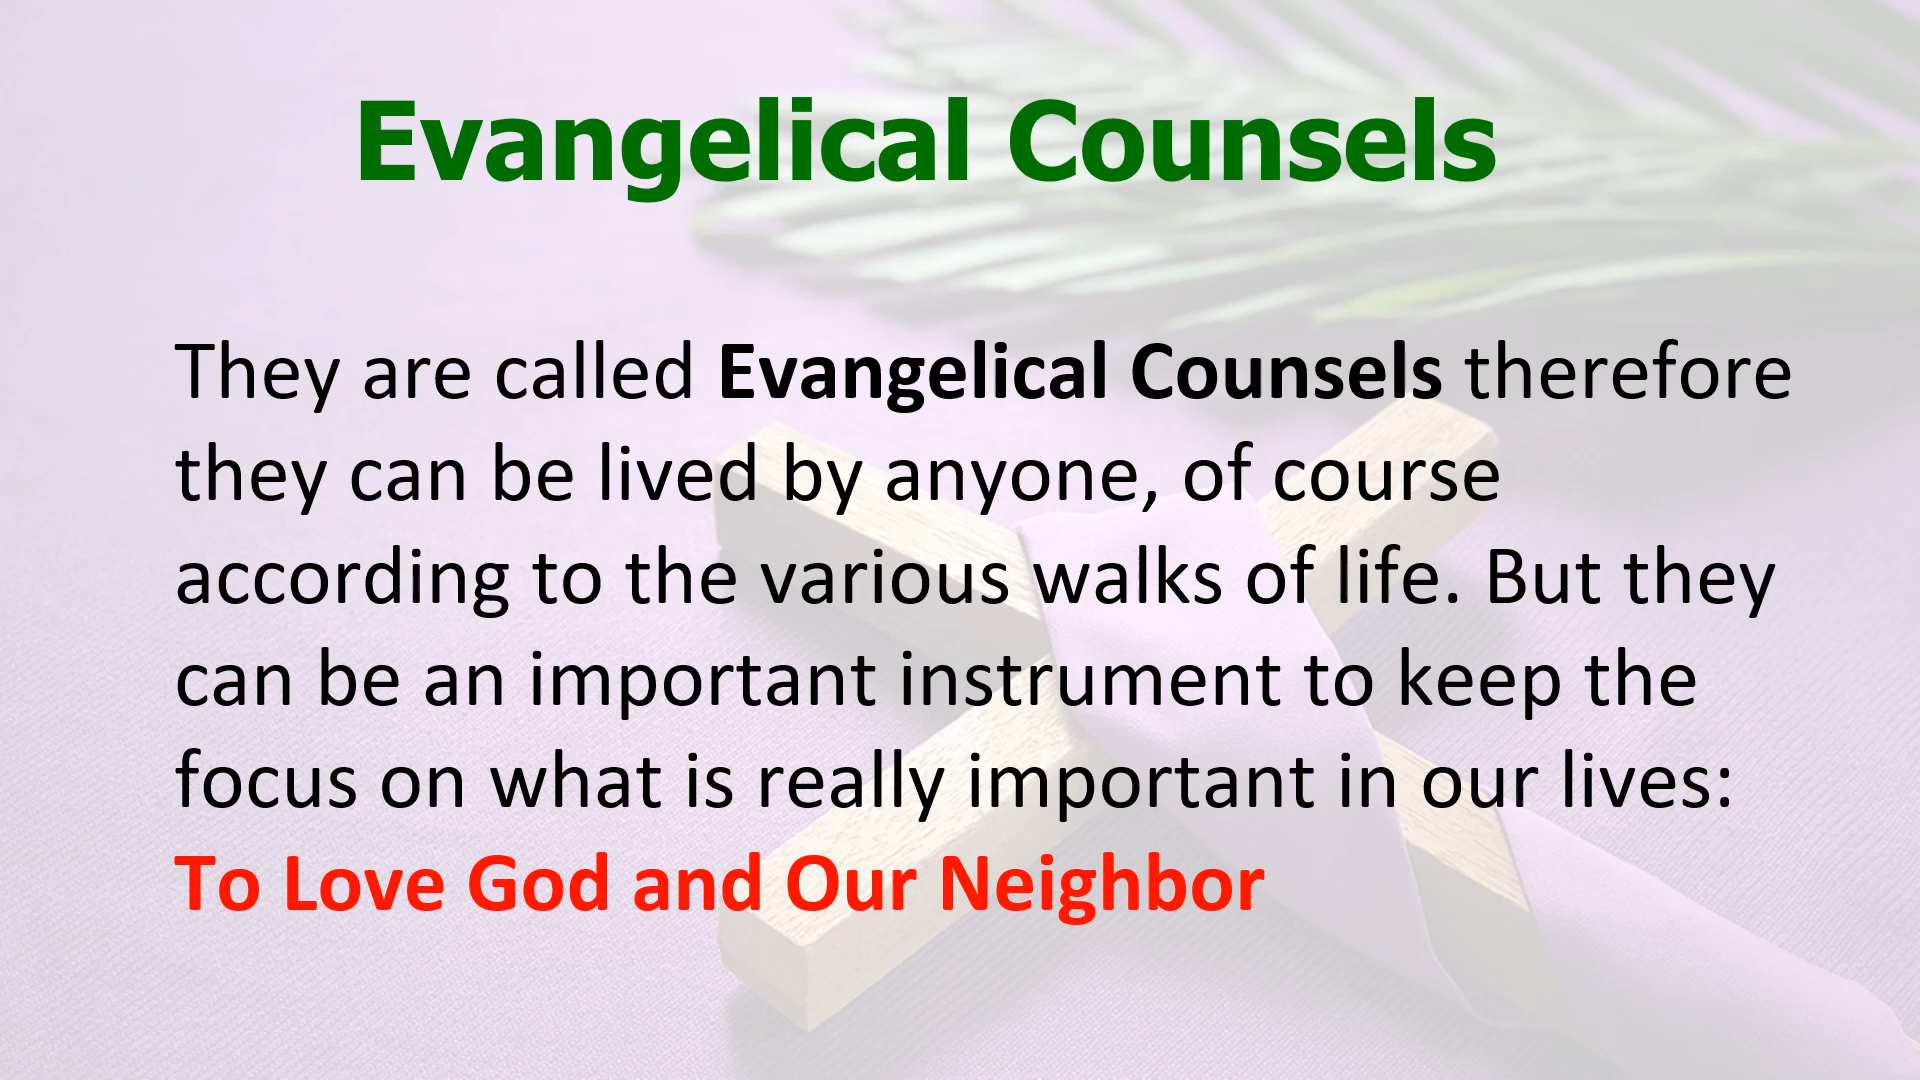 Evangelical Counsels
They are called Evangelical Counsels therefore
they can be lived by anyone, of course
according to the various walks of life. But they
can be an important instrument to keep the
focus on what is really important in our lives:
To Love God and Our Neighbor